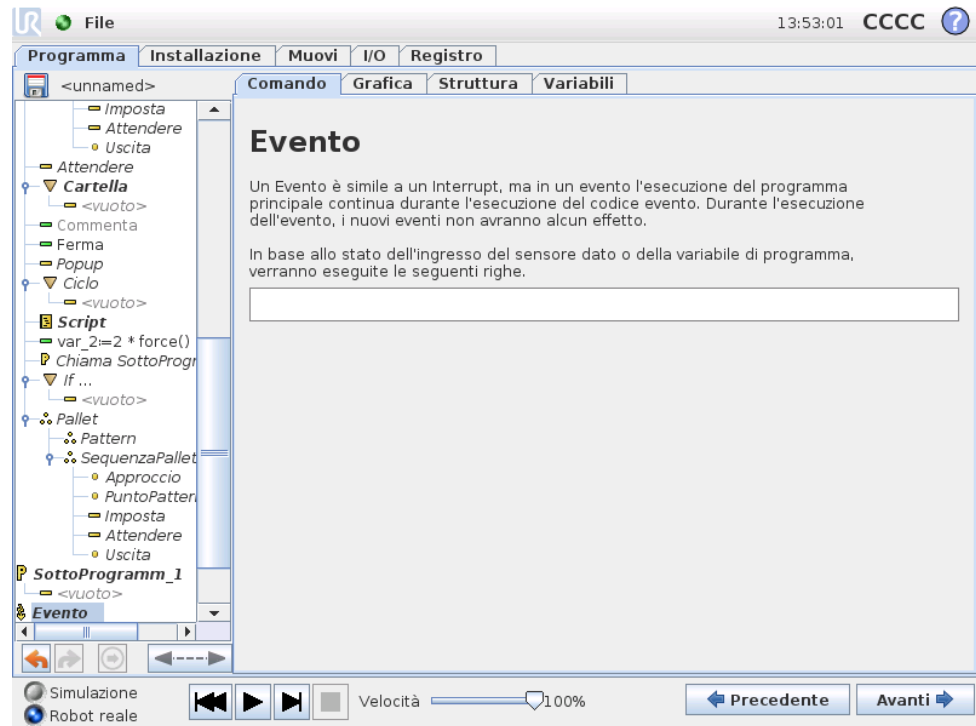 File
13:53:01 CCCC ?
Programma Installazione Muovi I/O Registro
<unnamed>
Comando Grafica Struttura Variabili
Imposta
Attendere
Uscita
Attendere
Cartella
<vuoto>
Commenta
Ferma
Popup
Ciclo
<vuoto>
Script
var_2:=2 * force()
Chiama SottoProgr
If ...
<vuoto>
Pallet
Pattern
SequenzaPallet
Approccio
PuntoPattern
Imposta
Attendere
Uscita
SottoProgramm_1
<vuoto>
Evento
Evento
Un Evento è simile a un Interrupt, ma in un evento l'esecuzione del programma
principale continua durante l'esecuzione del codice evento. Durante l'esecuzione
dell'evento, i nuovi eventi non avranno alcun effetto.
In base allo stato dell'ingresso del sensore dato o della variabile di programma,
verranno eseguite le seguenti righe.
Simulazione
Robot reale
Velocità 100%
Precedente Avanti